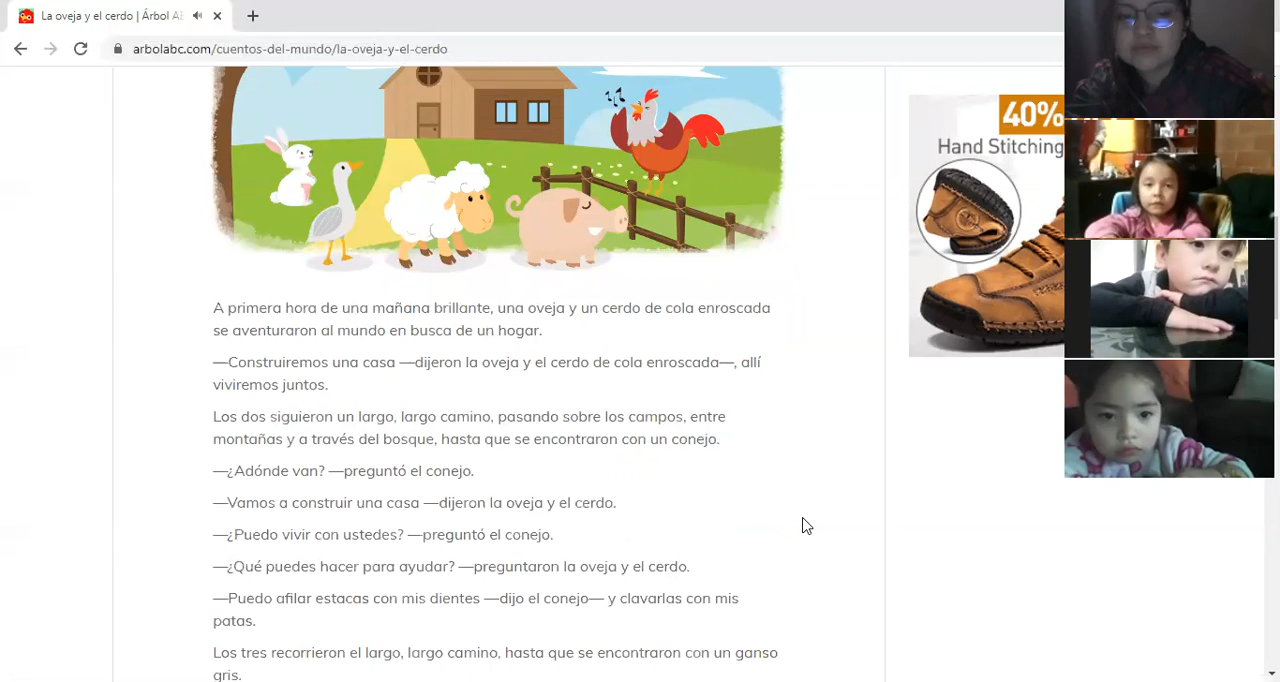 La oveja y el cerdo | Árbol AB
arbolabc.com/cuentos-del-mundo/la-oveja-y-el-cerdo
40%
Hand Stitching
A primera hora de una mañana brillante, una oveja y un cerdo de cola enroscada
se aventuraron al mundo en busca de un hogar.
—Construiremos una casa —dijeron la oveja y el cerdo de cola enroscada—, allí
viviremos juntos.
Los dos siguieron un largo, largo camino, pasando sobre los campos, entre
montañas y a través del bosque, hasta que se encontraron con un conejo.
—¿Adónde van? —preguntó el conejo.
—Vamos a construir una casa —dijeron la oveja y el cerdo.
—¿Puedo vivir con ustedes? —preguntó el conejo.
—¿Qué puedes hacer para ayudar? —preguntaron la oveja y el cerdo.
—Puedo afilar estacas con mis dientes —dijo el conejo— y clavarlas con mis
patas.
Los tres recorrieron el largo, largo camino, hasta que se encontraron con un ganso
gris.